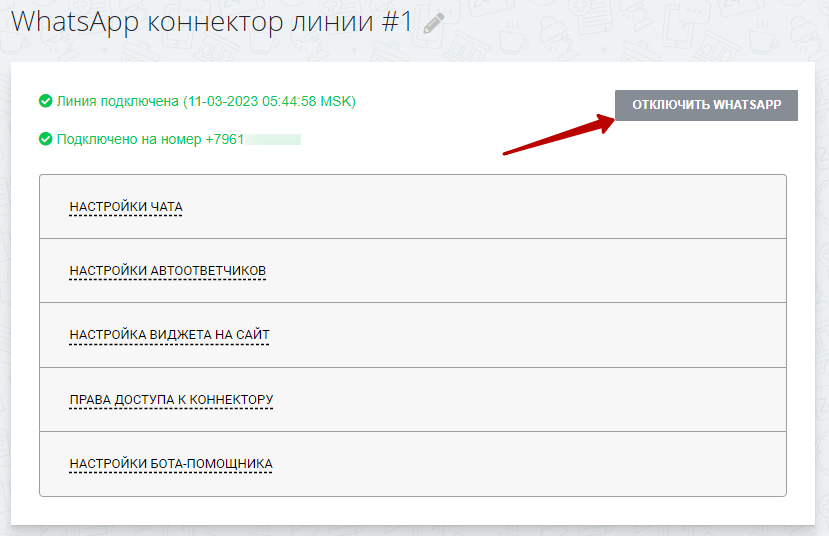 WhatsApp коннектор линии #1
Линия подключена (11-03-2023 05:44:58 MSK)
ОТКЛЮЧИТЬ WHATSAPP
Подключено на номер +7961
НАСТРОЙКИ ЧАТА
НАСТРОЙКИ АВТООТВЕТЧИКОВ
НАСТРОЙКА ВИДЖЕТА НА САЙТ
ПРАВА ДОСТУПА К КОННЕКТОРУ
НАСТРОЙКИ БОТА-ПОМОЩНИКА